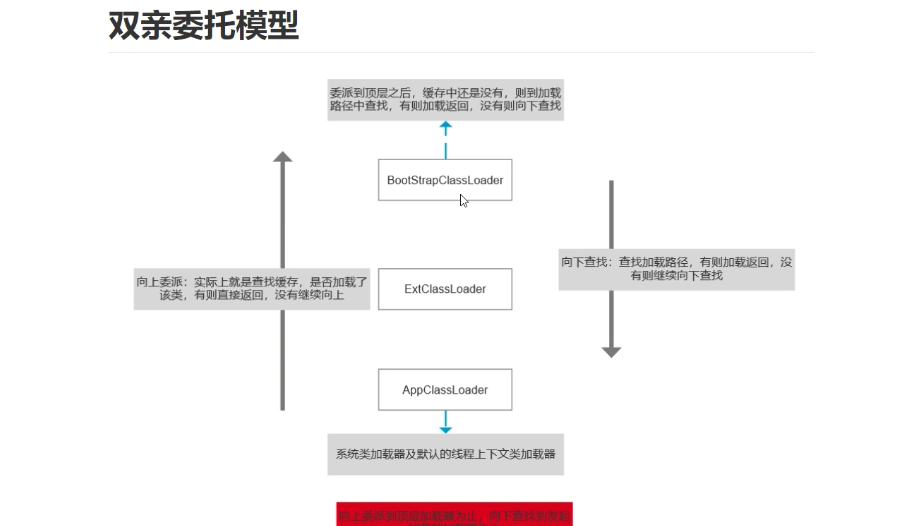 双亲委托模型
委派到顶层之后，缓存中还是没有，则到加载
路径中查找，有则加载返回，没有则向下查找
BootStrapClassLoader
向下查找：查找加载路径，有则加载返回，没
有则继续向下查找
向上委派：实际上就是查找缓存，是否加载了
该类，有则直接返回，没有继续向上
ExtClassLoader
AppClassLoader
系统类加载器及默认的线程上下文类加载器
向上委派到顶层加载器为止，向下查找到发起